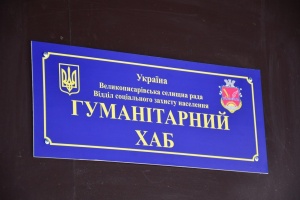 Україна
Великописарівська селищна рада
Відділ соціального захисту населення
ГУМАНІТАРНИЙ
ХАБ